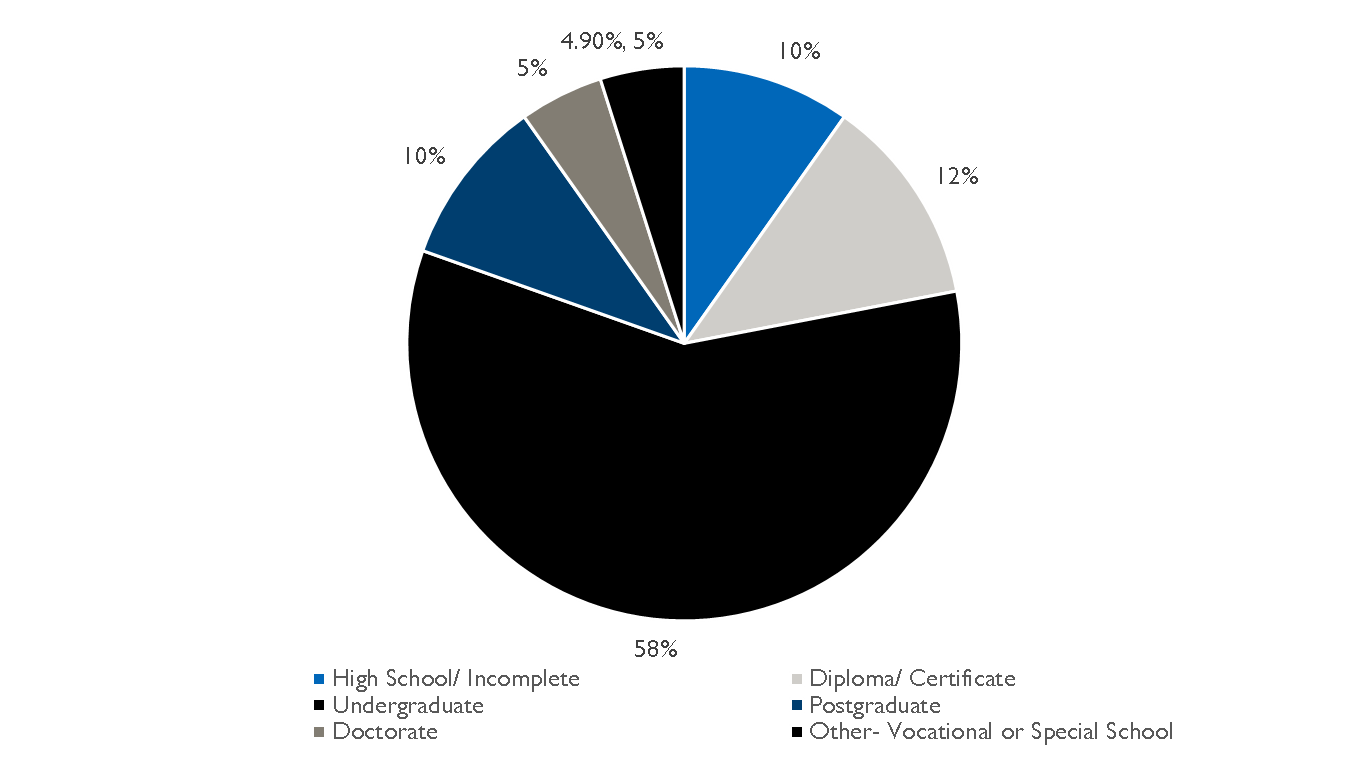 4.90%, 5%
10%
5%
10%
12%
58%
High School/ Incomplete
Diploma/ Certificate
Undergraduate
Postgraduate
Doctorate
Other- Vocational or Special School